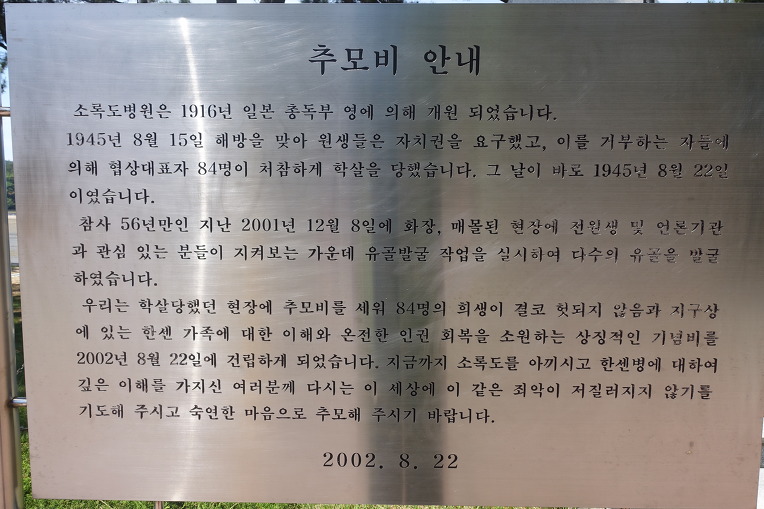 추모비 안내
소록도병원은 1916년 일본 총독부 영에 의해 개원 되었습니다.
1945년 8월 15일 해방을 맞아 원생들은 자치권을 요구했고, 이를 거부하는 자들에
의해 협상대표자 84명이 처참하게 학살을 당했습니다. 그 날이 바로 1945년 8월 22일
이였습니다.
참사 56년만인 지난 2001년 12월 8일에 화장, 매몰된 현장에 전원생 및 언론기관
과 관심 있는 분들이 지켜보는 가운데 유골발굴 작업을 실시하여 다수의 유골을 발굴
하였습니다.
우리는 학살당했던 현장에 추모비를 세워 84명의 희생이 결코 헛되지 않음과 지구상
에 있는 한센 가족에 대한 이해와 온전한 인권 회복을 소원하는 상징적인 기념비를
2002년 8월 22일에 건립하게 되었습니다. 지금까지 소록도를 아끼시고 한센병에 대하여
깊은 이해를 가지신 여러분께 다시는 이 세상에 이 같은 죄악이 저질러지지 않기를
기도해 주시고 숙연한 마음으로 추모해 주시기 바랍니다.
2002. 8. 22